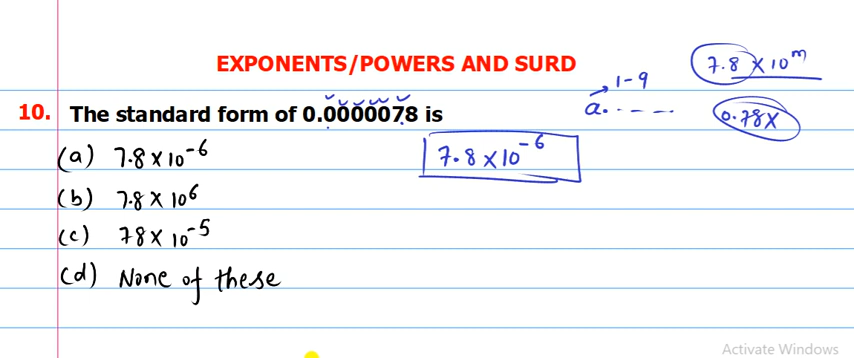 EXPONENTS/POWERS AND SURD
7.8 × 10^m
1-9
a. - - - -
0.78×
10. The standard form of 0.0000078 is
7.8 × 10^-6
(a) 7.8 × 10^-6
(b) 7.8 × 10^6
(c) 78 × 10^-5
(d) None of these
Activate Windows